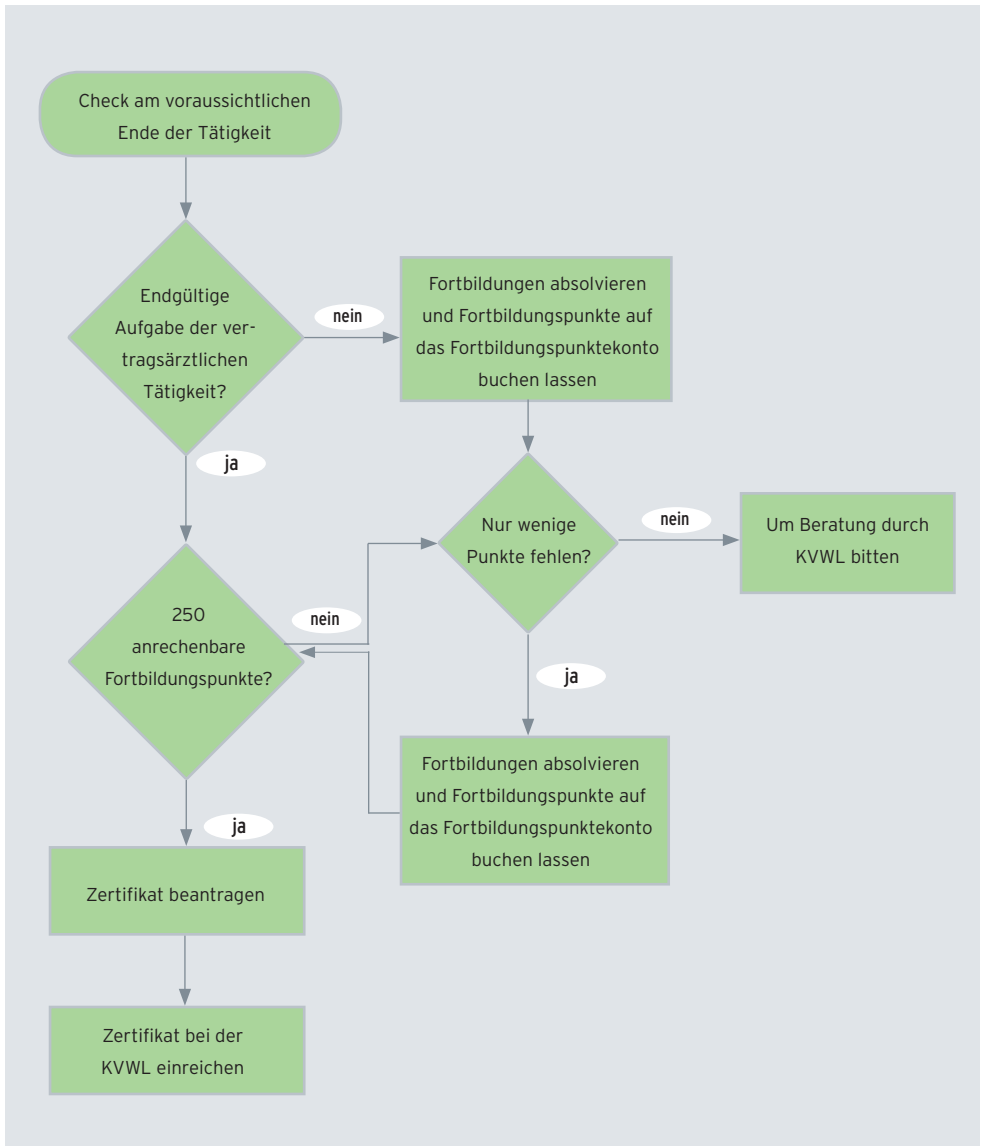 Check am voraussichtlichen
Ende der Tätigkeit
Endgültige
Aufgabe der ver-
tragsärztlichen
Tätigkeit?
nein
Fortbildungen absolvieren
und Fortbildungspunkte auf
das Fortbildungspunktekonto
buchen lassen
ja
Nur wenige
Punkte fehlen?
nein
Um Beratung durch
KVWL bitten
250
anrechenbare
Fortbildungspunkte?
nein
ja
Fortbildungen absolvieren
und Fortbildungspunkte auf
das Fortbildungspunktekonto
buchen lassen
ja
Zertifikat beantragen
Zertifikat bei der
KVWL einreichen